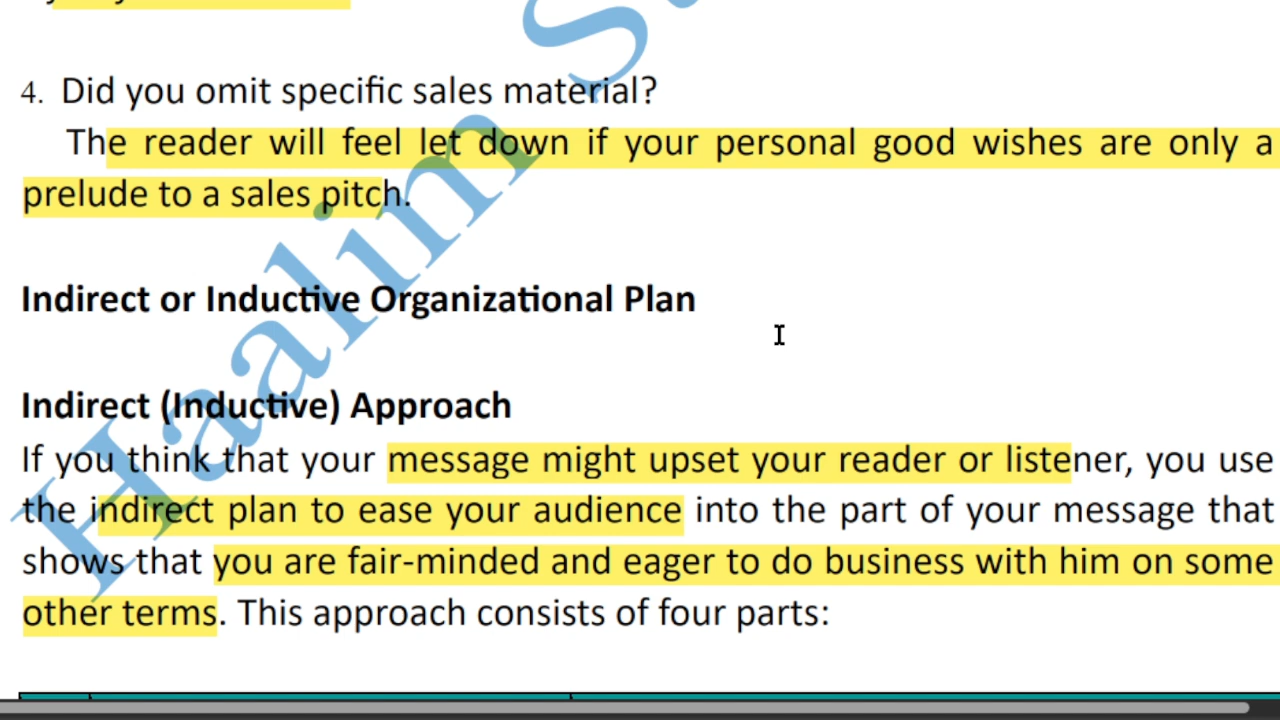 4. Did you omit specific sales material?
The reader will feel let down if your personal good wishes are only a
prelude to a sales pitch.
Indirect or Inductive Organizational Plan
Indirect (Inductive) Approach
If you think that your message might upset your reader or listener, you use
the indirect plan to ease your audience into the part of your message that
shows that you are fair-minded and eager to do business with him on some
other terms. This approach consists of four parts:
Haalim